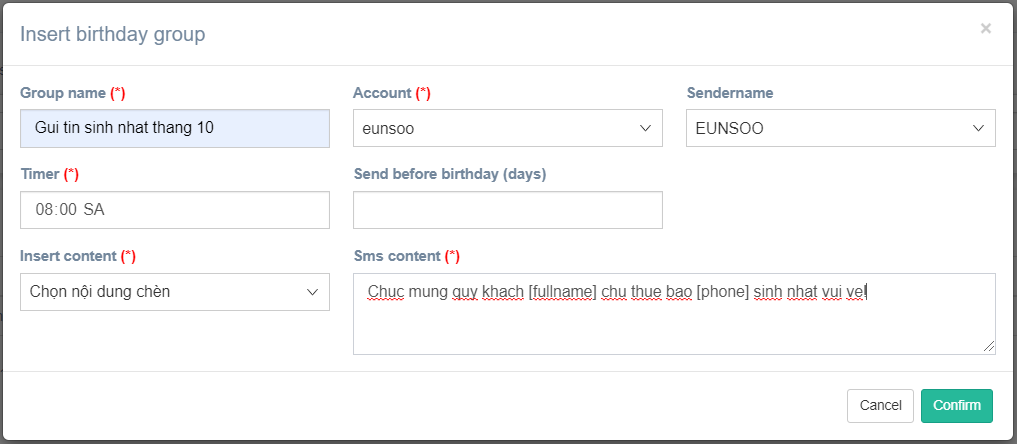 Insert birthday group
×
Group name (*)
Account (*)
Sendername
Gui tin sinh nhat thang 10
eunsoo
EUNSOO
Timer (*)
Send before birthday (days)
08:00 SA
Insert content (*)
Sms content (*)
Chọn nội dung chèn
Chuc mung quy khach [fullname] chu thue bao [phone] sinh nhat vui ve!
Cancel
Confirm